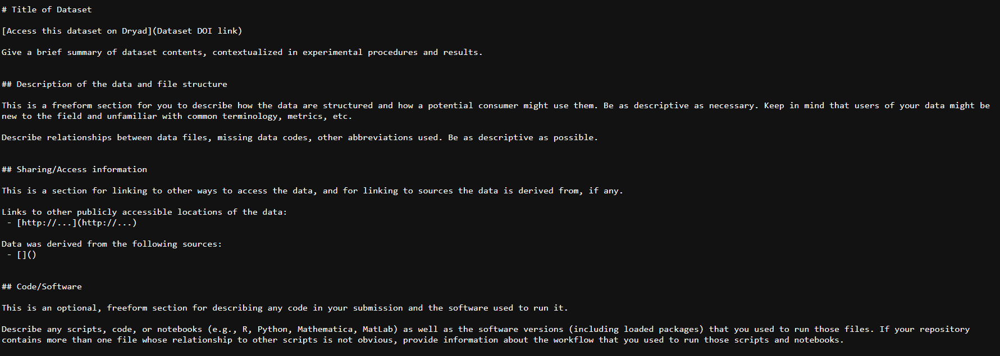 # Title of Dataset
[Access this dataset on Dryad](Dataset DOI link)
Give a brief summary of dataset contents, contextualized in experimental procedures and results.
## Description of the data and file structure
This is a freeform section for you to describe how the data are structured and how a potential consumer might use them. Be as descriptive as necessary. Keep in mind that users of your data might be
new to the field and unfamiliar with common terminology, metrics, etc.
Describe relationships between data files, missing data codes, other abbreviations used. Be as descriptive as possible.
## Sharing/Access information
This is a section for linking to other ways to access the data, and for linking to sources the data is derived from, if any.
Links to other publicly accessible locations of the data:
 - [http://...](http://...)
Data was derived from the following sources:
 - []()
## Code/Software
This is an optional, freeform section for describing any code in your submission and the software used to run it.
Describe any scripts, code, or notebooks (e.g., R, Python, Mathematica, MatLab) as well as the software versions (including loaded packages) that you used to run those files. If your repository
contains more than one file whose relationship to other scripts is not obvious, provide information about the workflow that you used to run those scripts and notebooks.